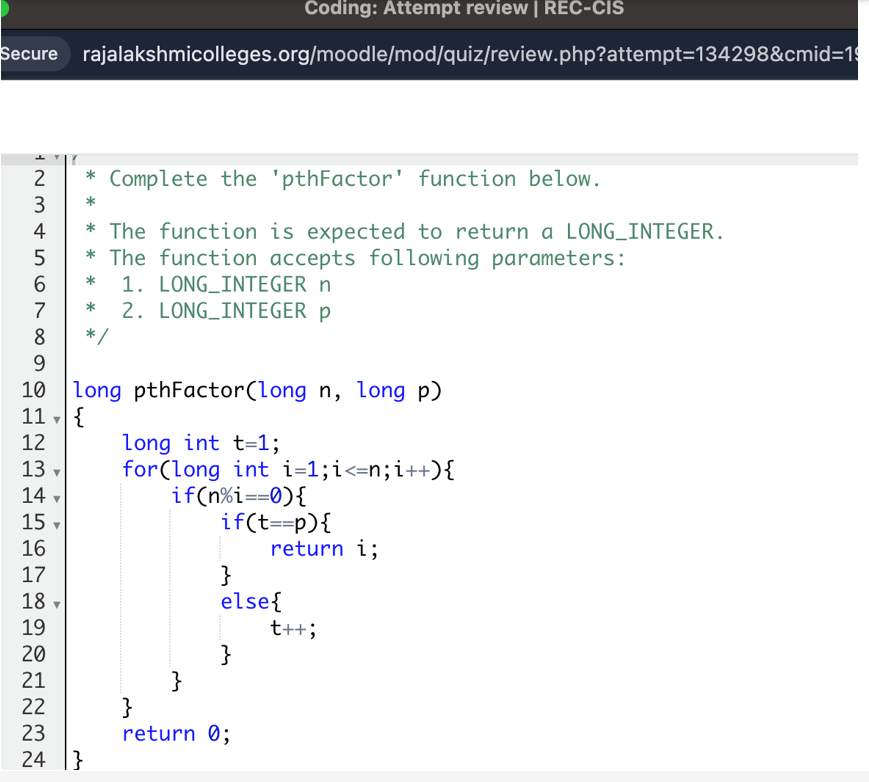 Coding: Attempt review | REC-CIS
Secure rajalakshmicolleges.org/moodle/mod/quiz/review.php?attempt=134298&cmid=19
1 /
2 * Complete the 'pthFactor' function below.
3 *
4 * The function is expected to return a LONG_INTEGER.
5 * The function accepts following parameters:
6 *  1. LONG_INTEGER n
7 *  2. LONG_INTEGER p
8 */
9
10 long pthFactor(long n, long p)
11 {
12     long int t=1;
13     for(long int i=1;i<=n;i++){
14         if(n%i==0){
15             if(t==p){
16                 return i;
17             }
18             else{
19                 t++;
20             }
21         }
22     }
23     return 0;
24 }